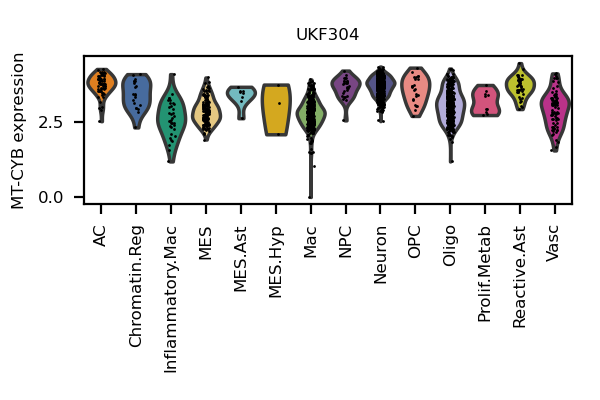 UKF304
MT-CYB expression
2.5
0.0
AC
Chromatin.Reg
Inflammatory.Mac
MES
MES.Ast
MES.Hyp
Mac
NPC
Neuron
OPC
Oligo
Prolif.Metab
Reactive.Ast
Vasc